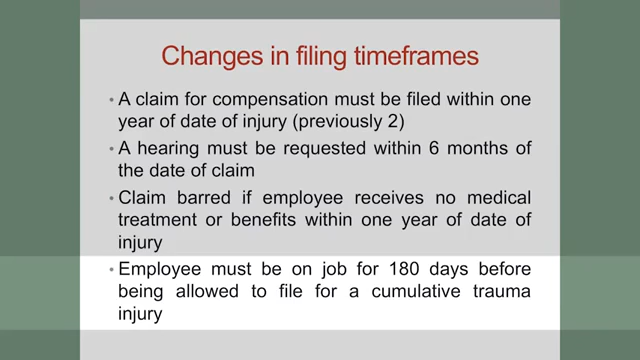 Changes in filing timeframes
• A claim for compensation must be filed within one
year of date of injury (previously 2)
• A hearing must be requested within 6 months of
the date of claim
• Claim barred if employee receives no medical
treatment or benefits within one year of date of
injury
• Employee must be on job for 180 days before
being allowed to file for a cumulative trauma
injury